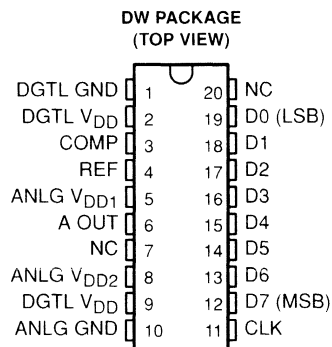 DW PACKAGE
(TOP VIEW)
DGTL GND 1 20 NC
DGTL VDD 2 19 D0 (LSB)
COMP 3 18 D1
REF 4 17 D2
ANLG VDD1 5 16 D3
A OUT 6 15 D4
NC 7 14 D5
ANLG VDD2 8 13 D6
DGTL VDD 9 12 D7 (MSB)
ANLG GND 10 11 CLK